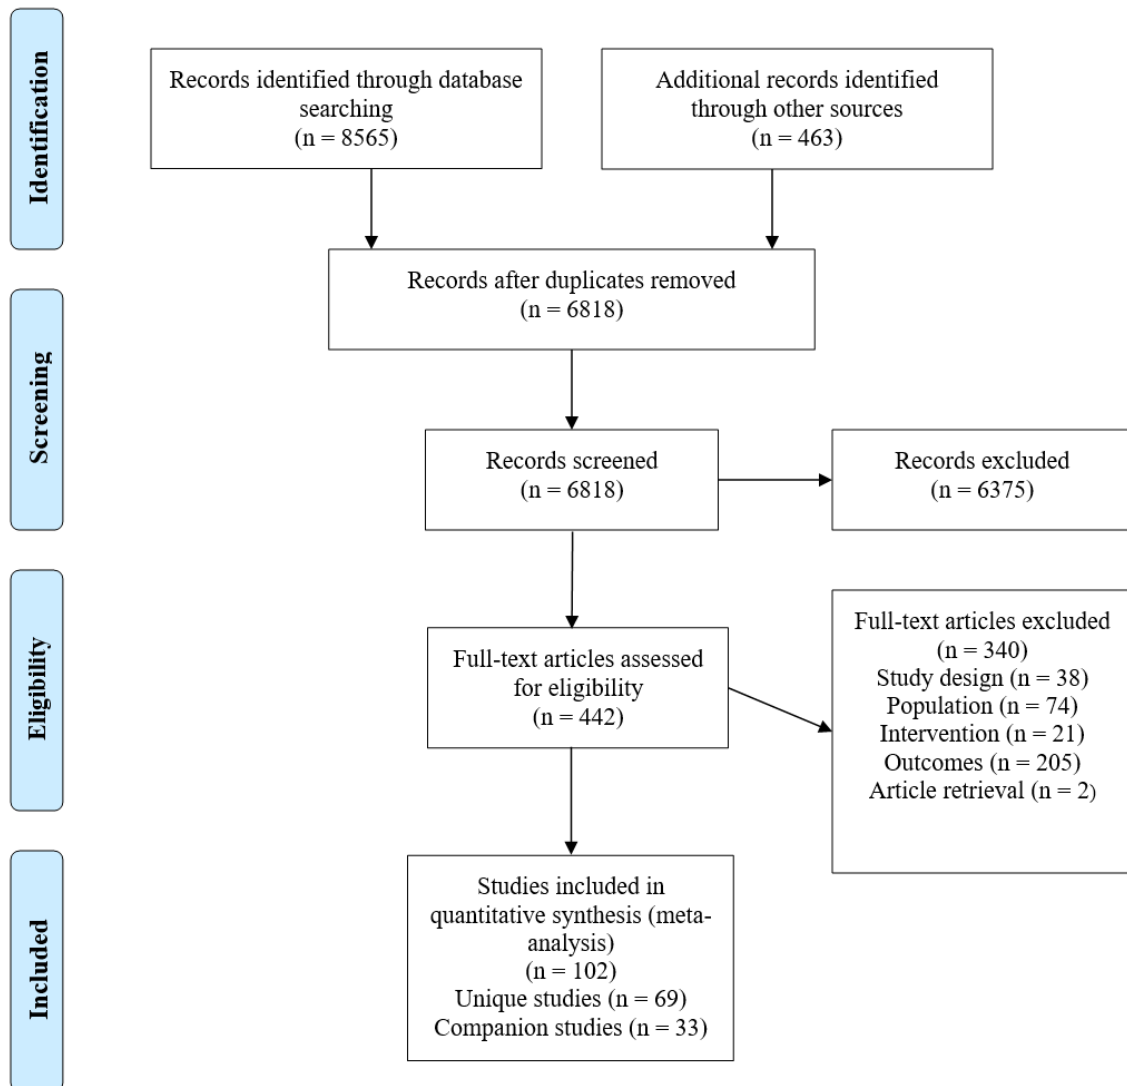 Identification
Records identified through database
searching
(n = 8565)
Additional records identified
through other sources
(n = 463)
Records after duplicates removed
(n = 6818)
Screening
Records screened
(n = 6818)
Records excluded
(n = 6375)
Eligibility
Full-text articles assessed
for eligibility
(n = 442)
Full-text articles excluded
(n = 340)
Study design (n = 38)
Population (n = 74)
Intervention (n = 21)
Outcomes (n = 205)
Article retrieval (n = 2)
Included
Studies included in
quantitative synthesis (meta-
analysis)
(n = 102)
Unique studies (n = 69)
Companion studies (n = 33)